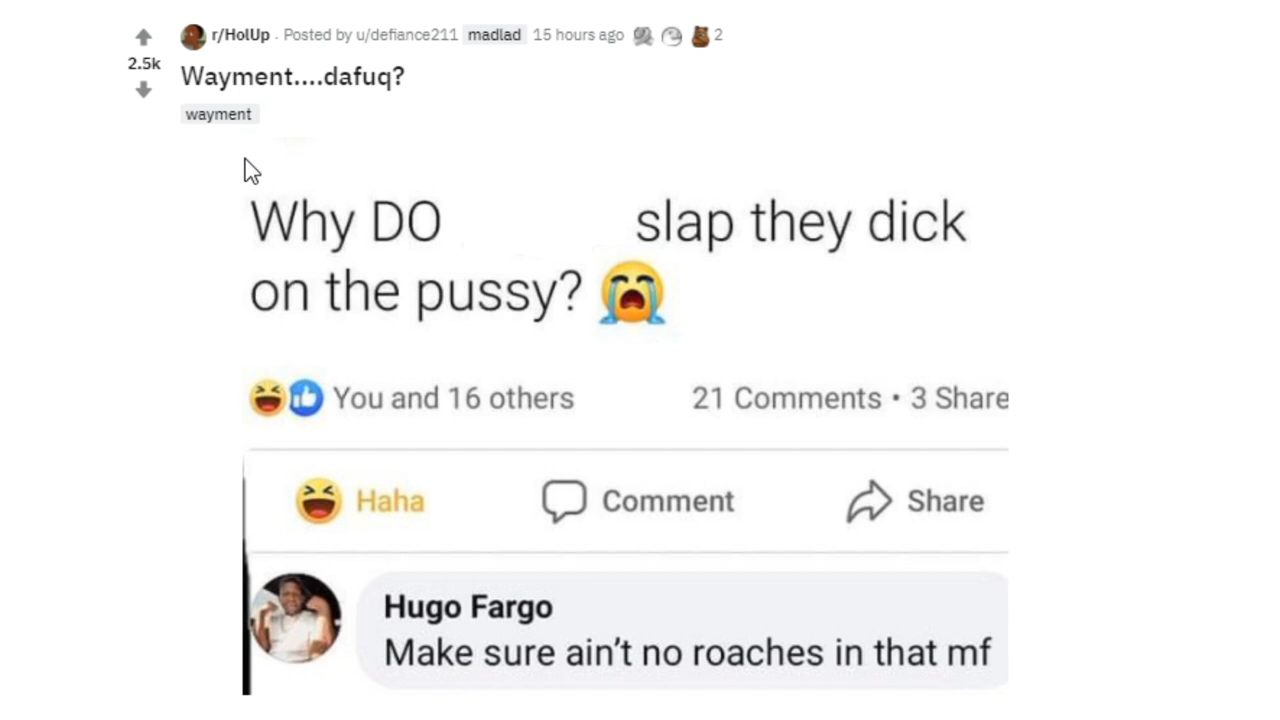 r/HolUp · Posted by u/defiance211 madlad 15 hours ago 2
2.5k
Wayment....dafuq?
wayment
Why DO slap they dick
on the pussy? 😭
You and 16 others 21 Comments • 3 Share
Haha Comment Share
Hugo Fargo
Make sure ain't no roaches in that mf